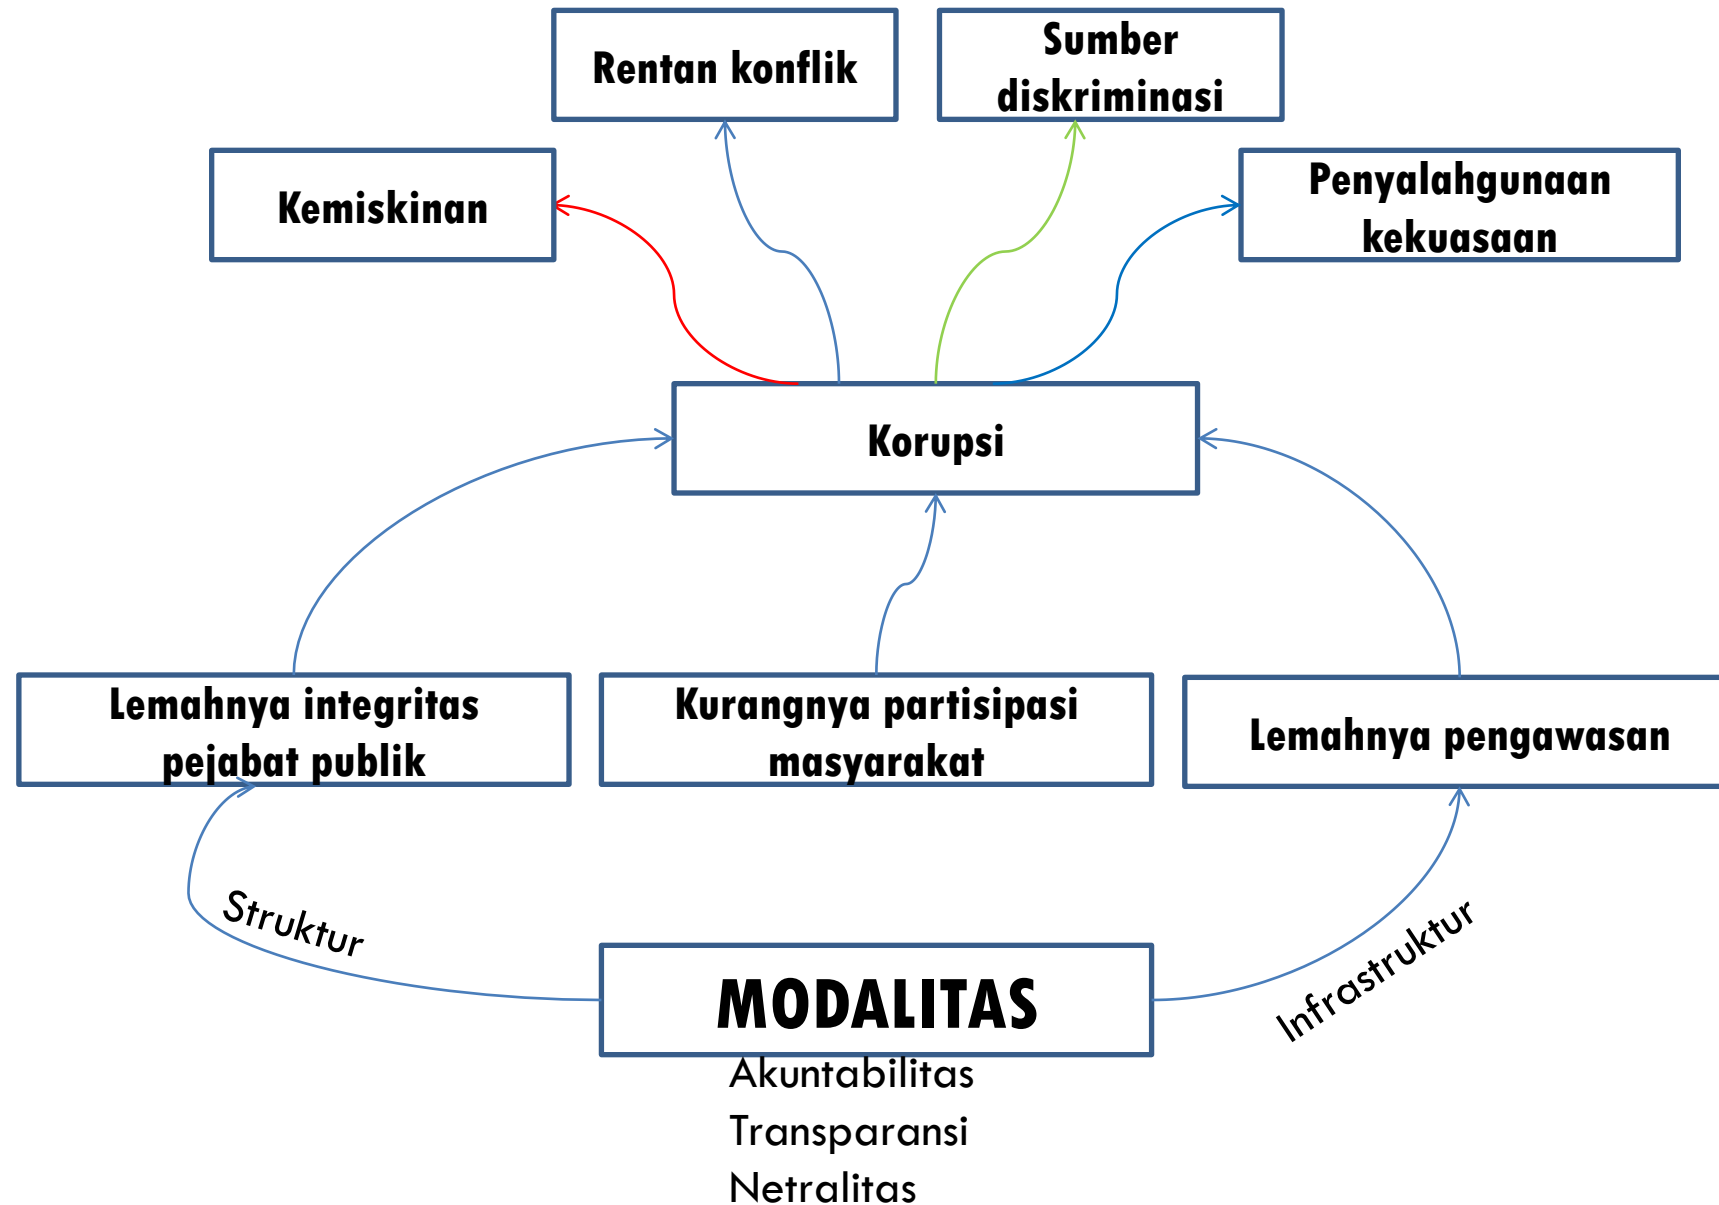 Rentan konflik
Sumber
diskriminasi
Kemiskinan
Penyalahgunaan
kekuasaan
Korupsi
Lemahnya integritas
pejabat publik
Kurangnya partisipasi
masyarakat
Lemahnya pengawasan
Struktur
Infrastruktur
MODALITAS
Akuntabilitas
Transparansi
Netralitas